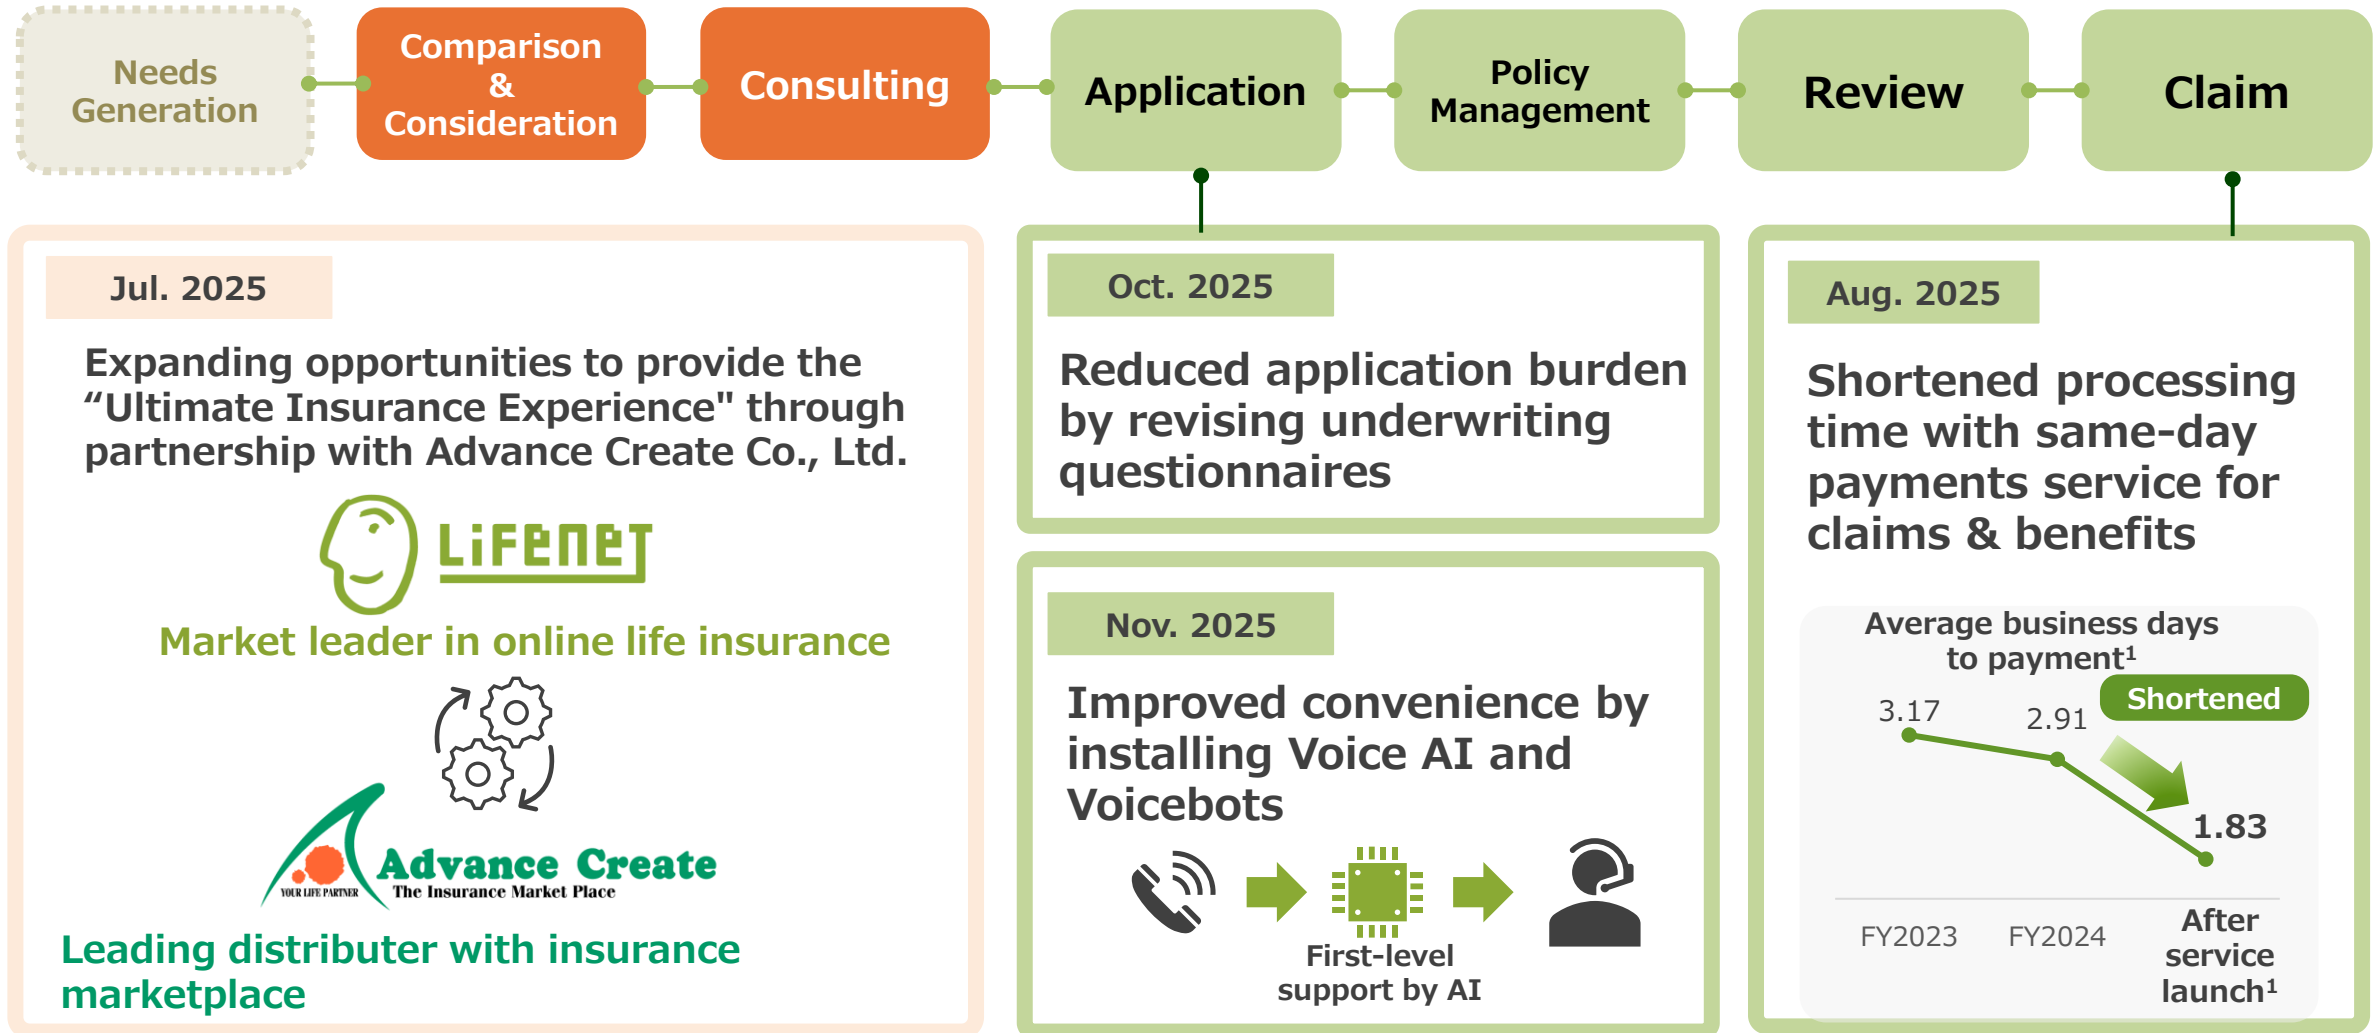 Needs
Generation
Comparison
&
Consideration
Consulting
Application
Policy
Management
Review
Claim
Jul. 2025
Expanding opportunities to provide the
“Ultimate Insurance Experience" through
partnership with Advance Create Co., Ltd.
LiFENET
Market leader in online life insurance
YOUR LIFE PARTNER
Advance Create
The Insurance Market Place
Leading distributer with insurance
marketplace
Oct. 2025
Reduced application burden
by revising underwriting
questionnaires
Nov. 2025
Improved convenience by
installing Voice AI and
Voicebots
First-level
support by AI
Aug. 2025
Shortened processing
time with same-day
payments service for
claims & benefits
Average business days
to payment¹
Shortened
3.17
2.91
1.83
FY2023
FY2024
After
service
launch¹